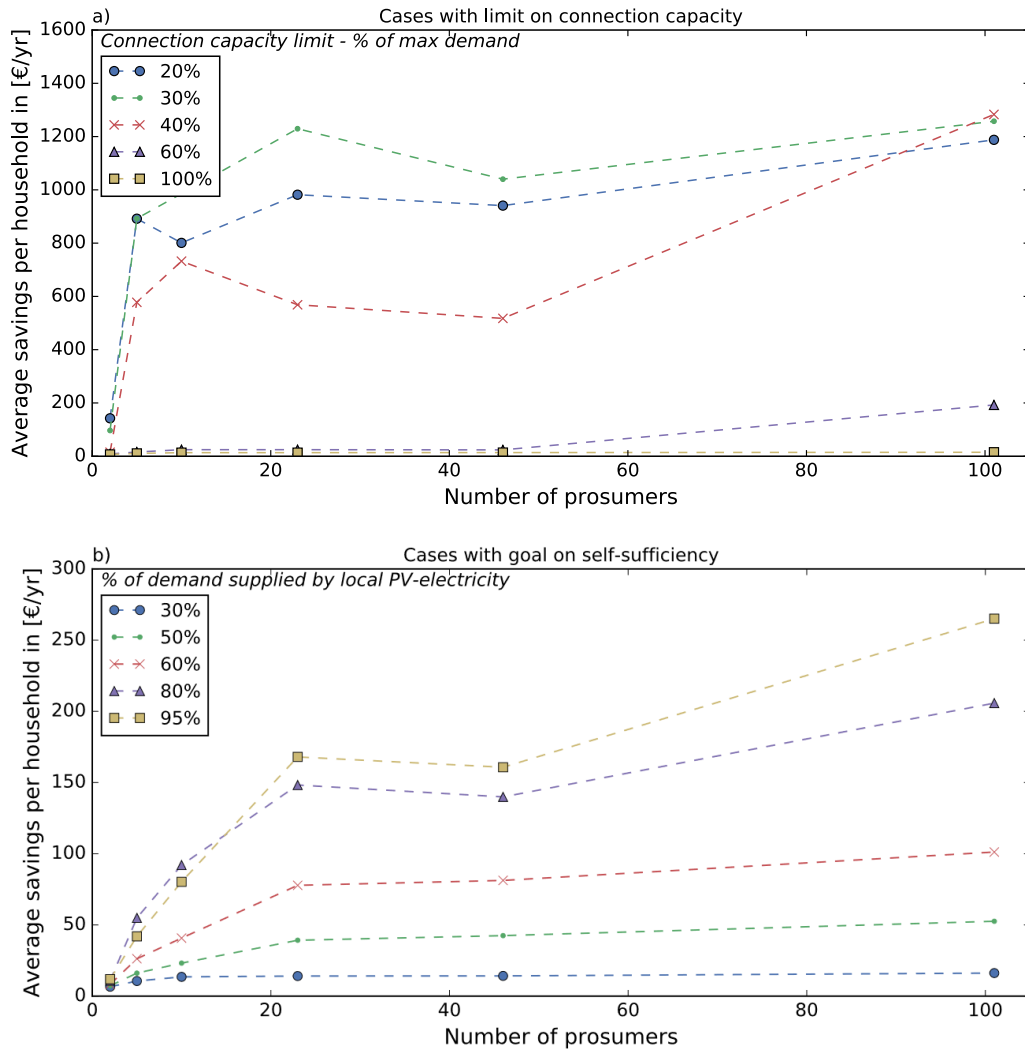 a)
Cases with limit on connection capacity
Connection capacity limit - % of max demand
20%
30%
40%
60%
100%
1600
1400
1200
1000
800
600
400
200
0
Average savings per household in [€/yr]
0 20 40 60 80 100
Number of prosumers
b)
Cases with goal on self-sufficiency
% of demand supplied by local PV-electricity
30%
50%
60%
80%
95%
300
250
200
150
100
50
0
Average savings per household in [€/yr]
0 20 40 60 80 100
Number of prosumers